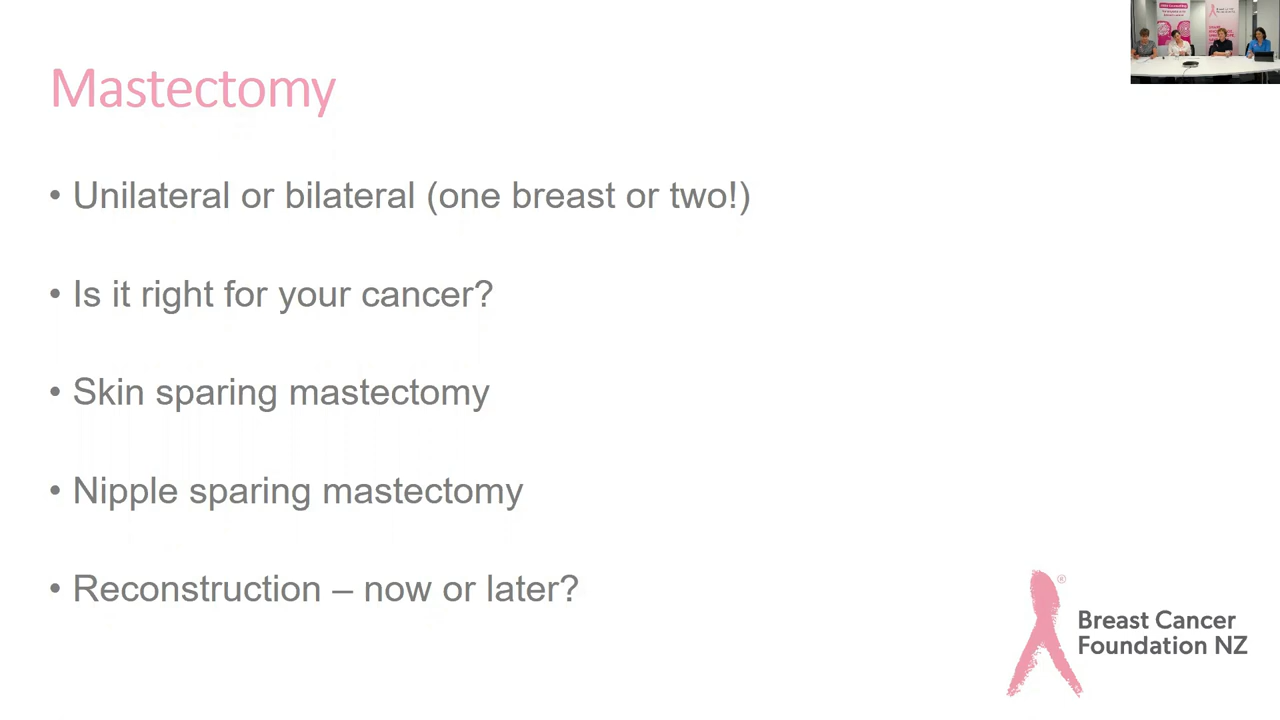 Mastectomy
• Unilateral or bilateral (one breast or two!)
• Is it right for your cancer?
• Skin sparing mastectomy
• Nipple sparing mastectomy
• Reconstruction – now or later?
®
Breast Cancer
Foundation NZ